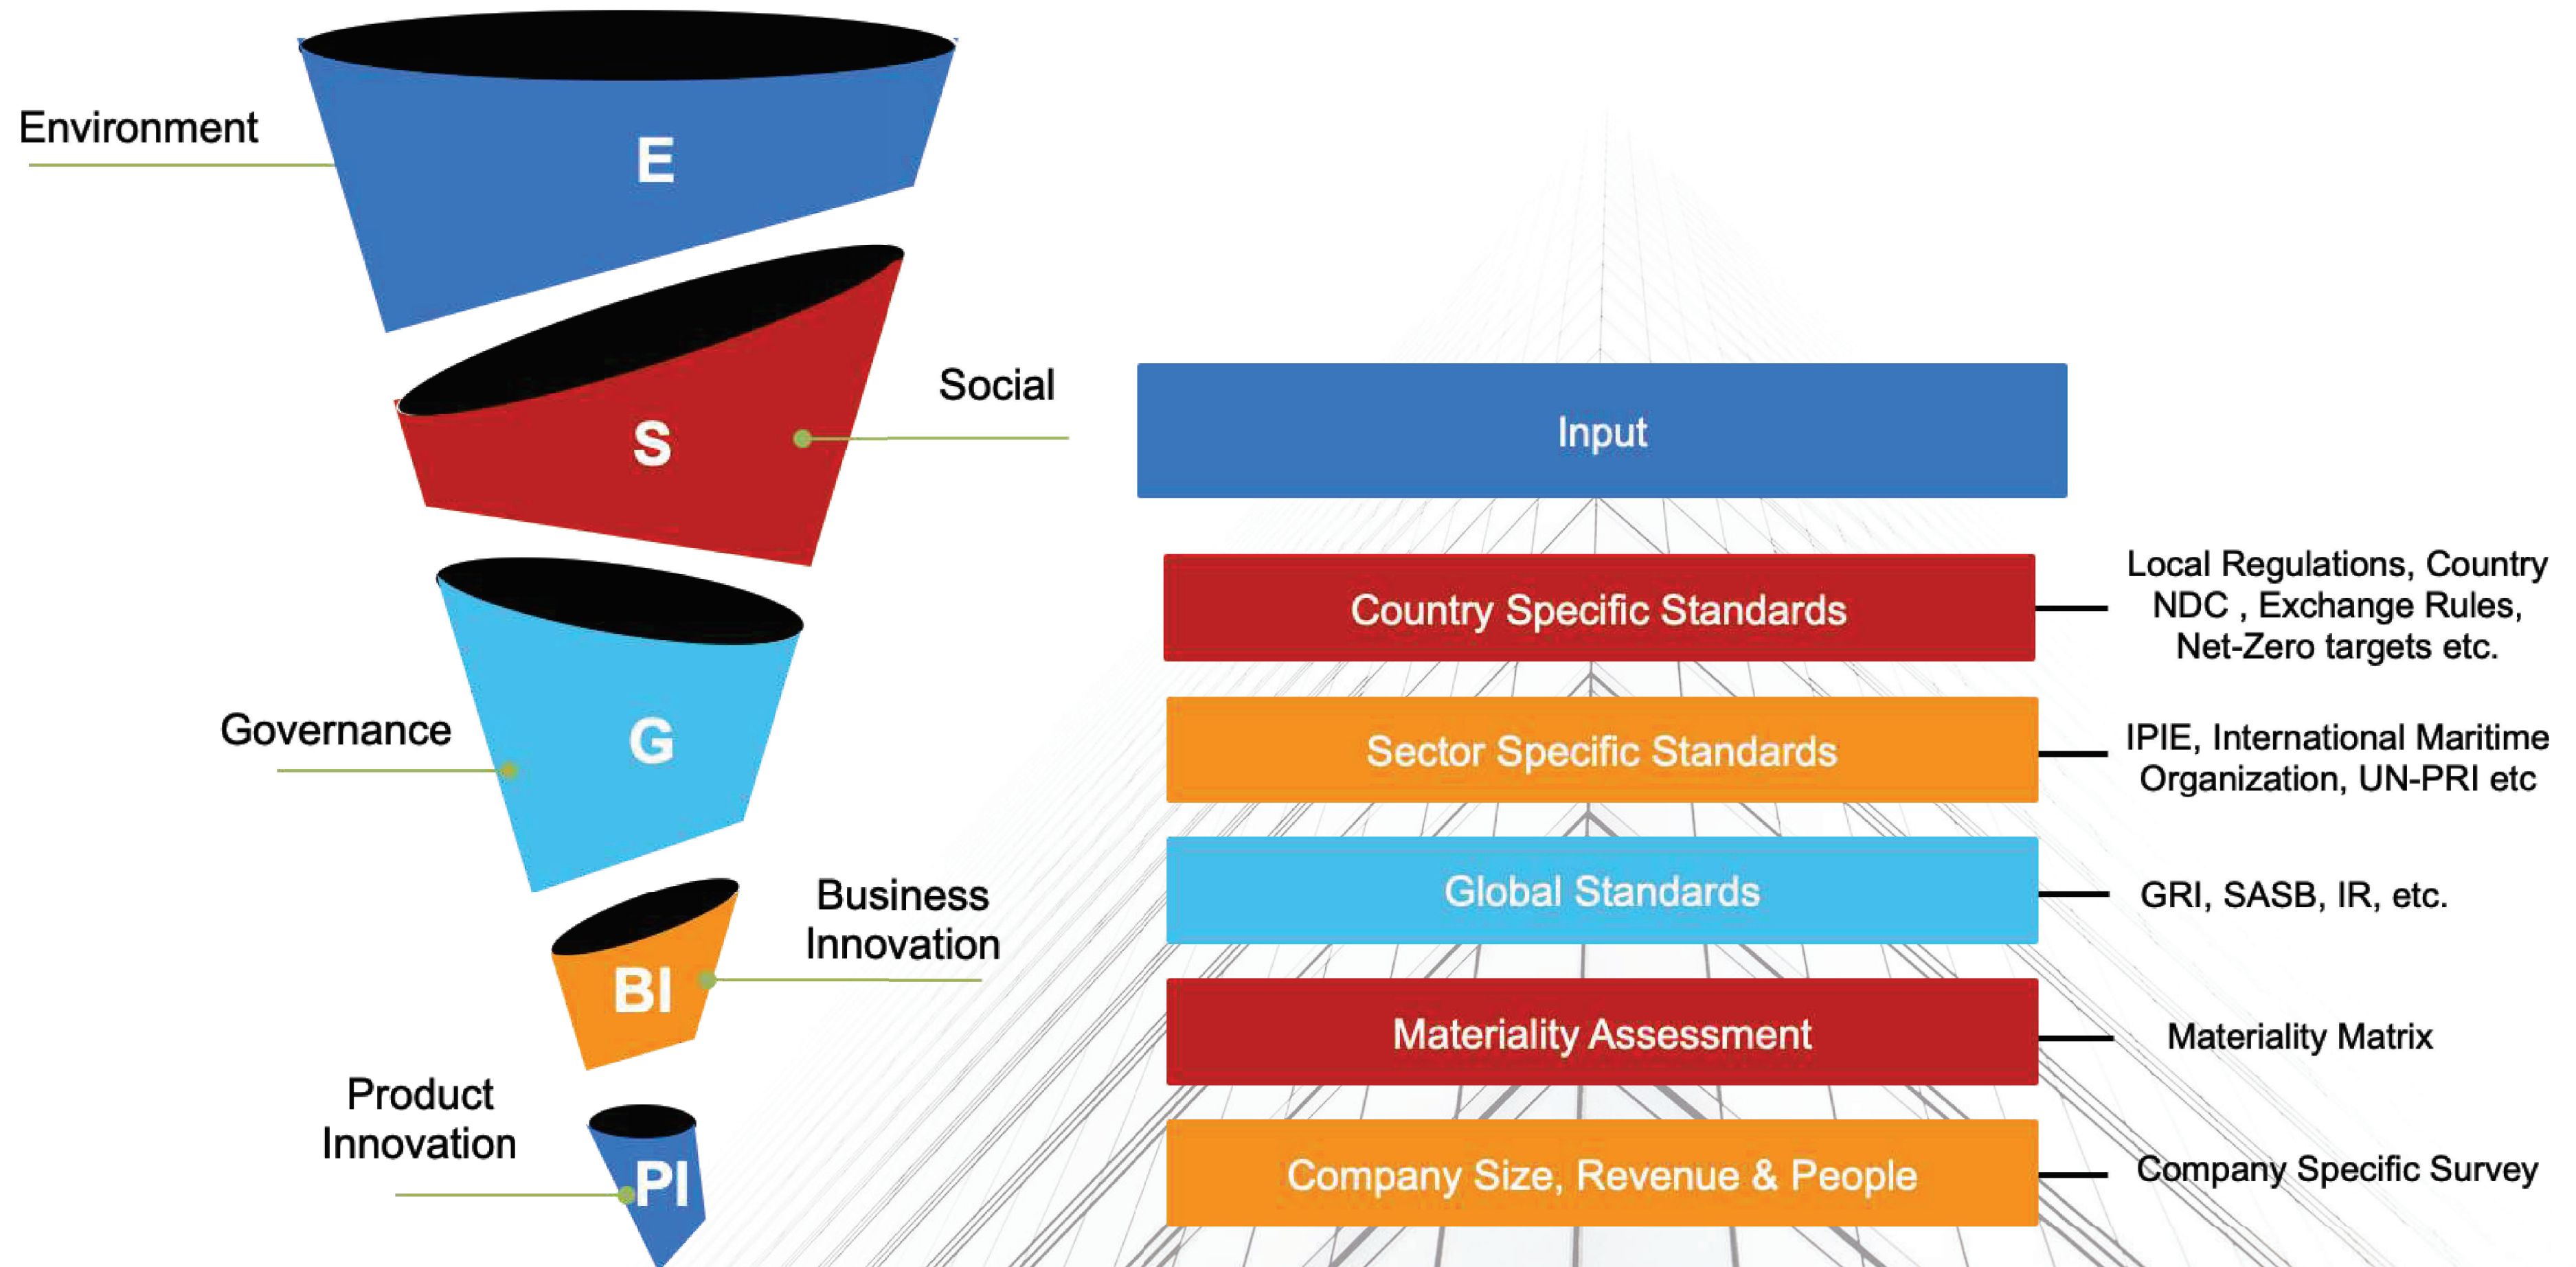 Environment
E
S
Social
Governance
G
Business
Innovation
BI
Product
Innovation
PI
Input
Country Specific Standards
Local Regulations, Country
NDC , Exchange Rules,
Net-Zero targets etc.
Sector Specific Standards
IPIE, International Maritime
Organization, UN-PRI etc
Global Standards
GRI, SASB, IR, etc.
Materiality Assessment
Materiality Matrix
Company Size, Revenue & People
Company Specific Survey